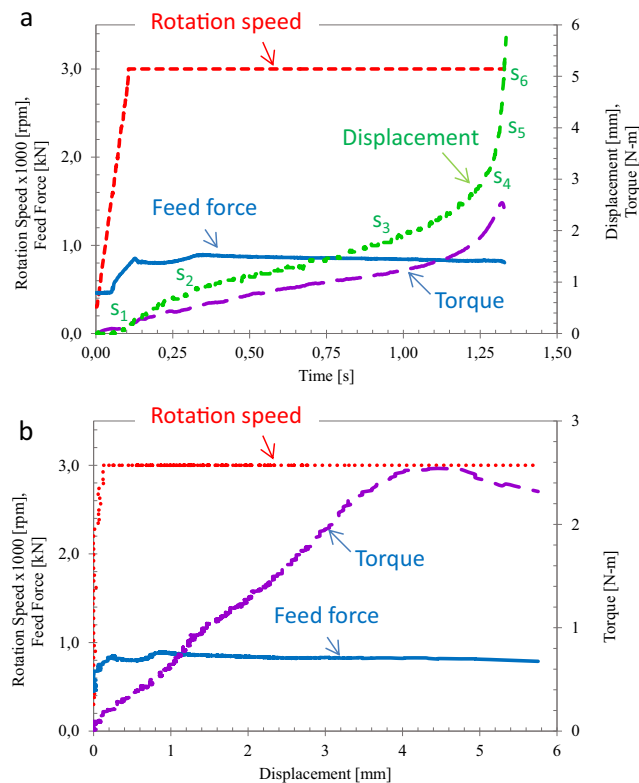 a
Rotation speed
3,0
2,0
1,0
0,0
Rotation Speed x1000 [rpm],
Feed Force [kN]
6
5
4
3
2
1
0
Displacement [mm],
Torque [N-m]
Displacement
Feed force
Torque
s1
s2
s3
s4
s5
s6
0,00 0,25 0,50 0,75 1,00 1,25 1,50
Time [s]
b
Rotation speed
3,0
2,0
1,0
0,0
Rotation Speed x1000 [rpm],
Feed Force [kN]
3
2
1
0
Torque [N-m]
Torque
Feed force
0 1 2 3 4 5 6
Displacement [mm]